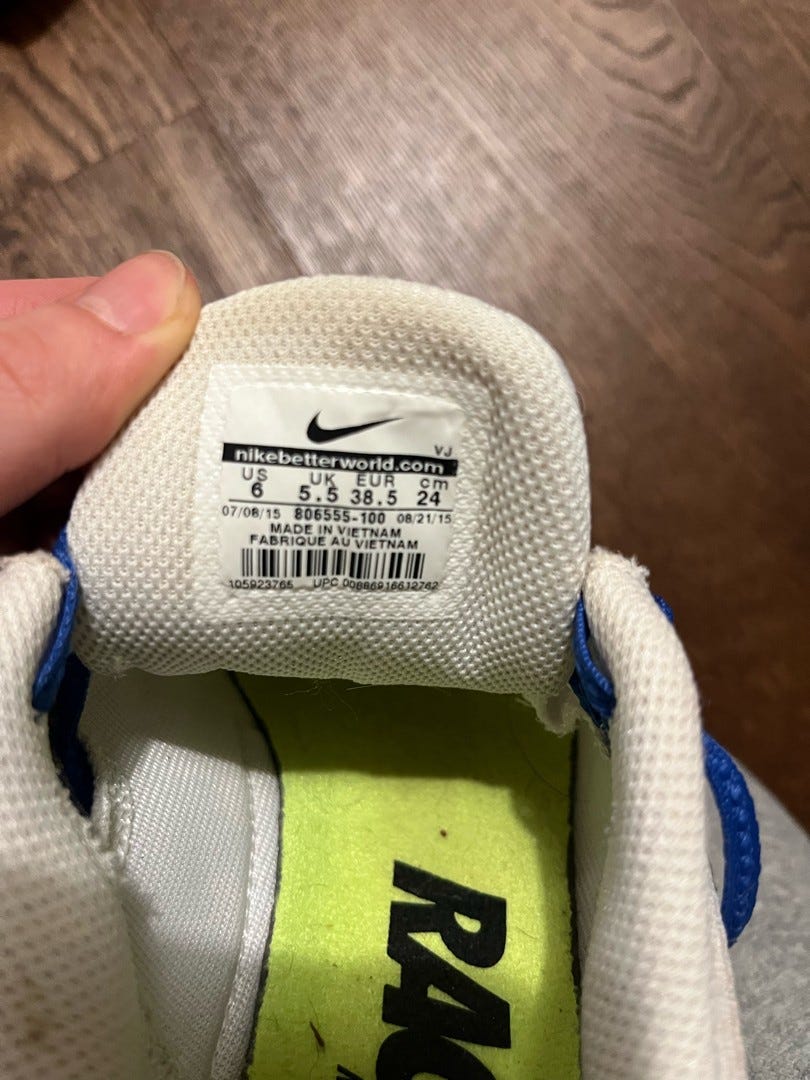 VJ
nikebetterworld.com
US UK EUR cm
6 5.5 38.5 24
07/08/15 806555-100 08/21/15
MADE IN VIETNAM
FABRIQUE AU VIETNAM
105923765 UPC 00886916612762
RAC